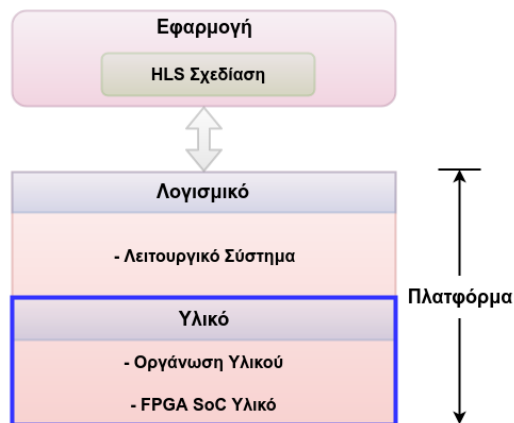 Εφαρμογή
HLS Σχεδίαση
Λογισμικό
- Λειτουργικό Σύστημα
Πλατφόρμα
Υλικό
- Οργάνωση Υλικού
- FPGA SoC Υλικό